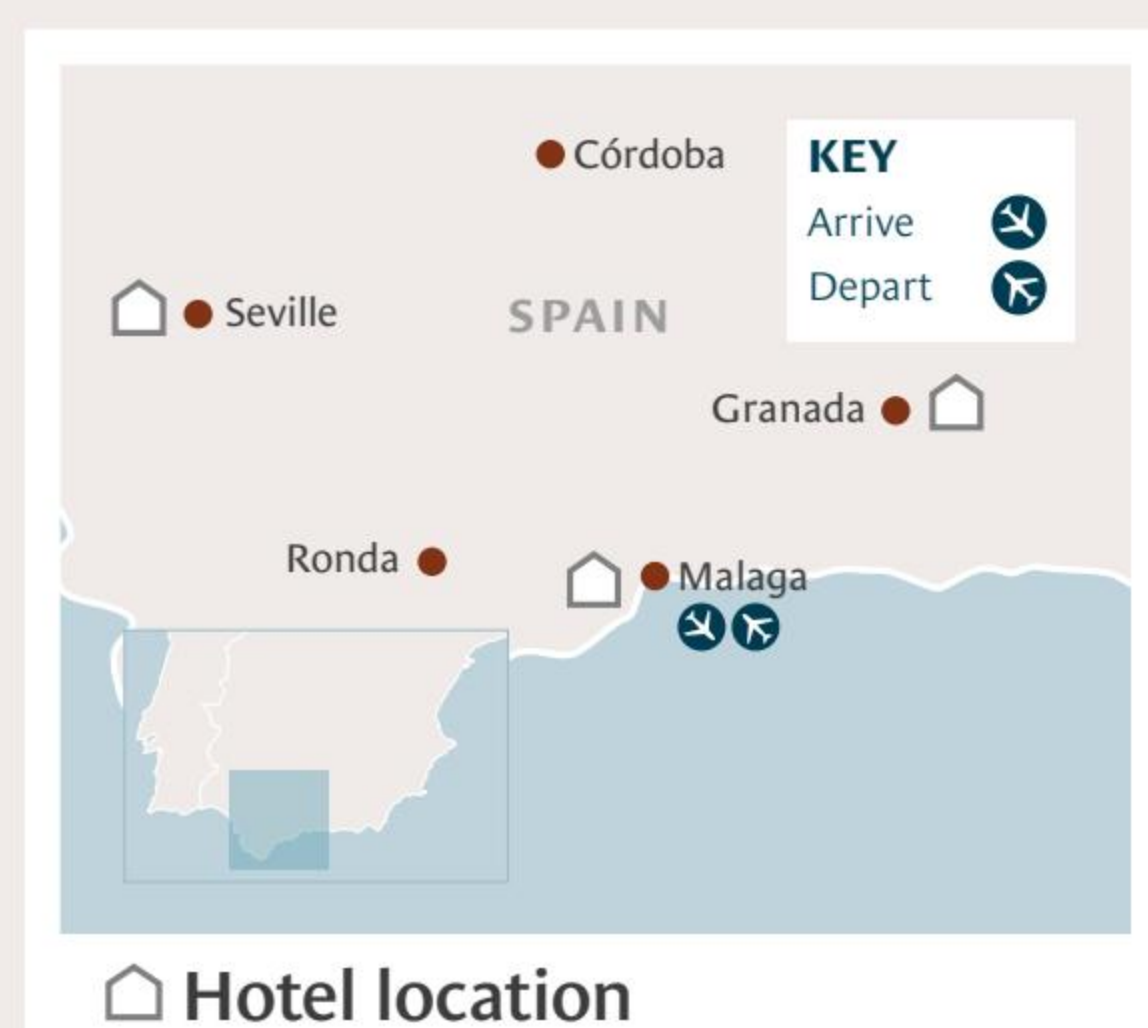 Córdoba
KEY
Arrive
Depart
Seville
SPAIN
Granada
Ronda
Malaga
Hotel location